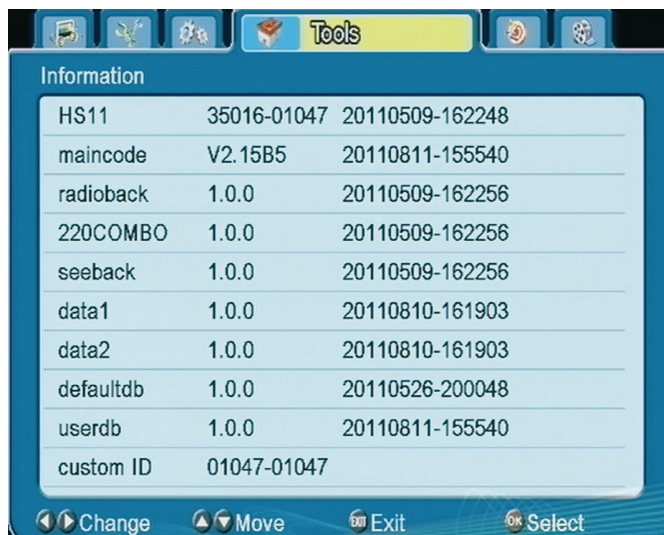 Tools
Information
HS11 35016-01047 20110509-162248
maincode V2.15B5 20110811-155540
radioback 1.0.0 20110509-162256
220COMBO 1.0.0 20110509-162256
seeback 1.0.0 20110509-162256
data1 1.0.0 20110810-161903
data2 1.0.0 20110810-161903
defaultdb 1.0.0 20110526-200048
userdb 1.0.0 20110811-155540
custom ID 01047-01047
Change Move EXIT Exit OK Select